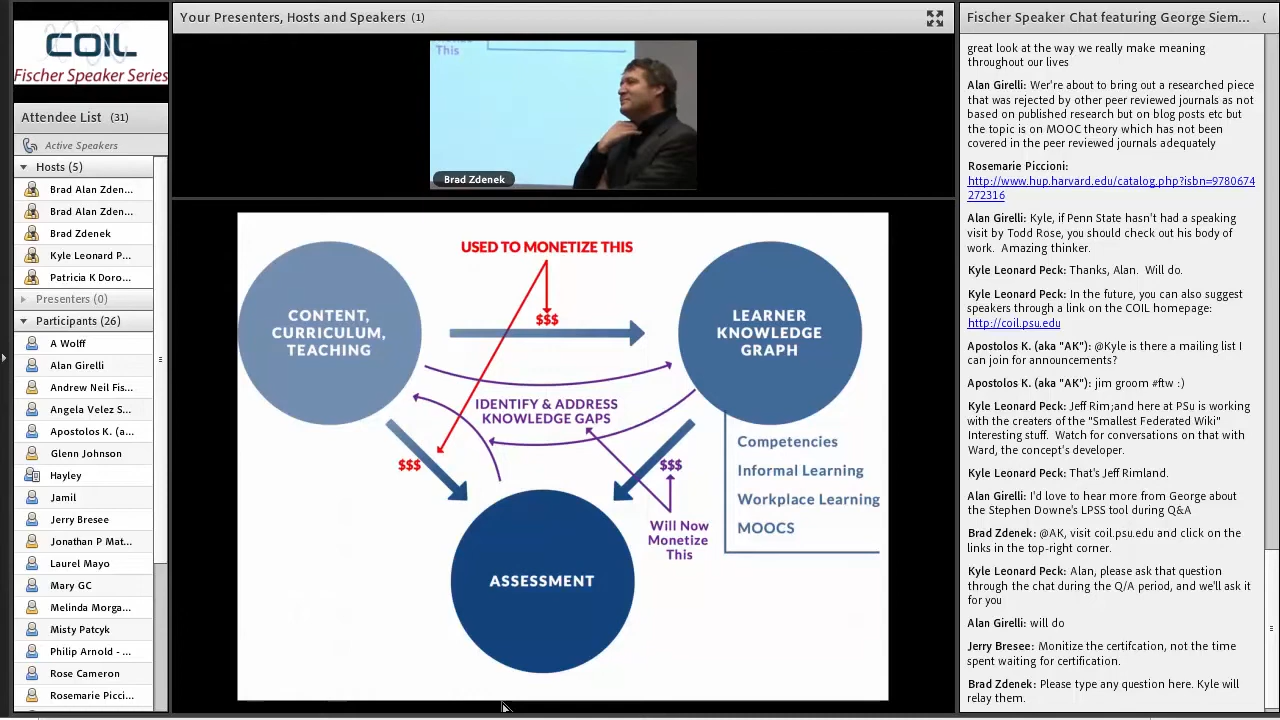 COIL
Fischer Speaker Series
Attendee List (31)
Active Speakers
Hosts (5)
Brad Alan Zden...
Brad Alan Zden...
Brad Zdenek
Kyle Leonard P...
Patricia K Doro...
Presenters (0)
Participants (26)
A Wolff
Alan Girelli
Andrew Neil Fis...
Angela Velez S...
Apostolos K. (a...
Glenn Johnson
Hayley
Jamil
Jerry Bresee
Jonathan P Mat...
Laurel Mayo
Mary GC
Melinda Morga...
Misty Patcyk
Philip Arnold - ...
Rose Cameron
Rosemarie Picci...
Your Presenters, Hosts and Speakers (1)
This
Brad Zdenek
USED TO MONETIZE THIS
$$$
CONTENT,
CURRICULUM,
TEACHING
LEARNER
KNOWLEDGE
GRAPH
IDENTIFY & ADDRESS
KNOWLEDGE GAPS
$$$
$$$
Competencies
Informal Learning
Workplace Learning
MOOCS
Will Now
Monetize
This
ASSESSMENT
Fischer Speaker Chat featuring George Siem... (
great look at the way we really make meaning
throughout our lives
Alan Girelli: Wer're about to bring out a researched piece
that was rejected by other peer reviewed journals as not
based on published research but on blog posts etc but
the topic is on MOOC theory which has not been
covered in the peer reviewed journals adequately
Rosemarie Piccioni:
http://www.hup.harvard.edu/catalog.php?isbn=9780674
272316
Alan Girelli: Kyle, if Penn State hasn't had a speaking
visit by Todd Rose, you should check out his body of
work. Amazing thinker.
Kyle Leonard Peck: Thanks, Alan. Will do.
Kyle Leonard Peck: In the future, you can also suggest
speakers through a link on the COIL homepage:
http://coil.psu.edu
Apostolos K. (aka "AK"): @Kyle is there a mailing list I
can join for announcements?
Apostolos K. (aka "AK"): jim groom #ftw :)
Kyle Leonard Peck: Jeff Rim,and here at PSu is working
with the creators of the "Smallest Federated Wiki"
Interesting stuff. Watch for conversations on that with
Ward, the concept's developer.
Kyle Leonard Peck: That's Jeff Rimland.
Alan Girelli: I'd love to hear more from George about
the Stephen Downe's LPSS tool during Q&A
Brad Zdenek: @AK, visit coil.psu.edu and click on the
links in the top-right corner.
Kyle Leonard Peck: Alan, please ask that question
through the chat during the Q/A period, and we'll ask it
for you
Alan Girelli: will do
Jerry Bresee: Monitize the certifcation, not the time
spent waiting for certification.
Brad Zdenek: Please type any question here. Kyle will
relay them.